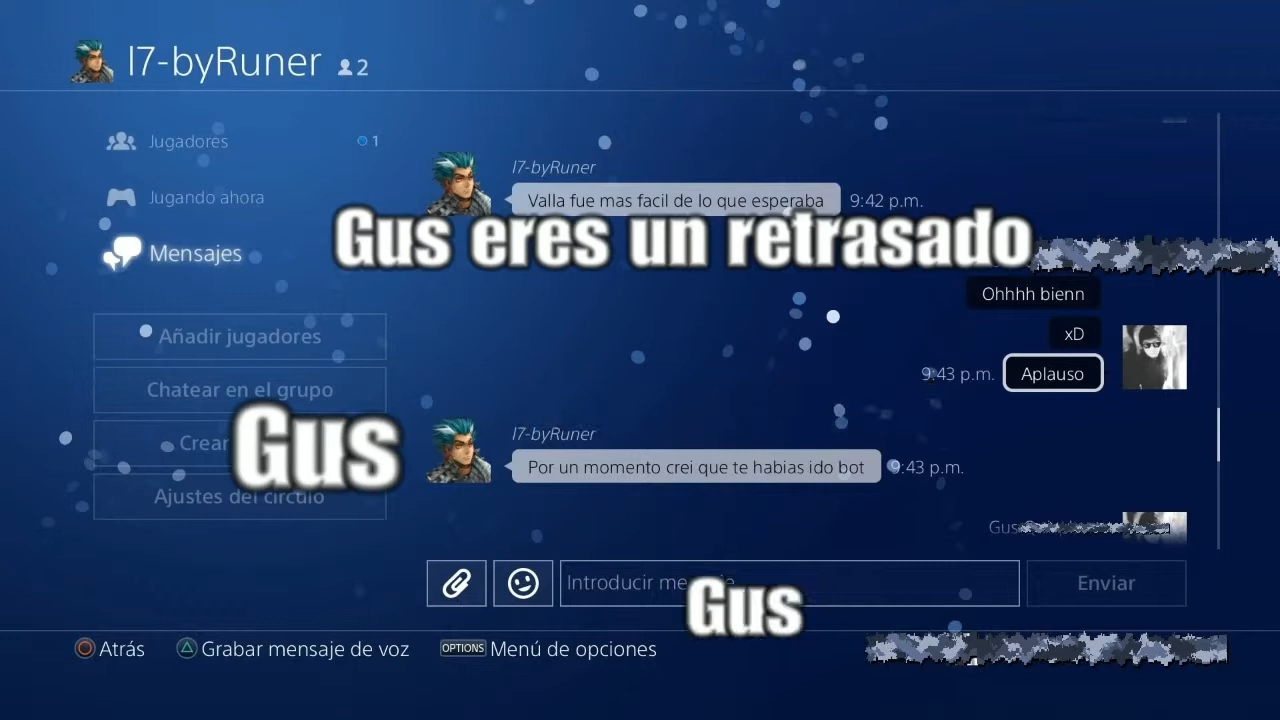 l7-byRuner 2
Jugadores 1
Jugando ahora
Mensajes
Añadir jugadores
Chatear en el grupo
Crear
Ajustes del círculo
l7-byRuner
Valla fue mas facil de lo que esperaba 9:42 p.m.
Gus eres un retrasado
Ohhhh bienn
xD
9:43 p.m. Aplauso
Gus
l7-byRuner
Por un momento crei que te habias ido bot 9:43 p.m.
Gus
Introducir
Enviar
Gus
Atrás
Grabar mensaje de voz
OPTIONS Menú de opciones